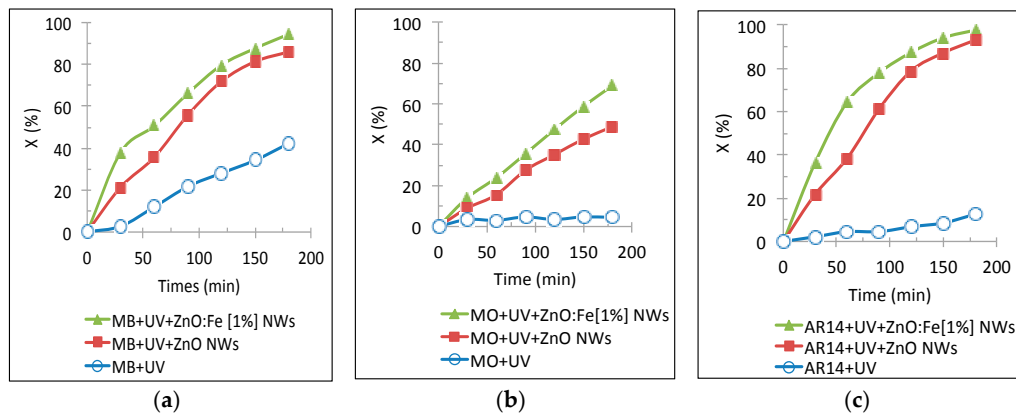 X (%)
100
80
60
40
20
0
0 50 100 150 200
Times (min)
MB+UV+ZnO:Fe [1%] NWs
MB+UV+ZnO NWs
MB+UV
(a)
X (%)
100
80
60
40
20
0
0 50 100 150 200
Time (min)
MO+UV+ZnO:Fe[1%] NWs
MO+UV+ZnO NWs
MO+UV
(b)
X (%)
100
80
60
40
20
0
0 50 100 150 200
Time (min)
AR14+UV+ZnO:Fe[1%] NWs
AR14+UV+ZnO NWs
AR14+UV
(c)